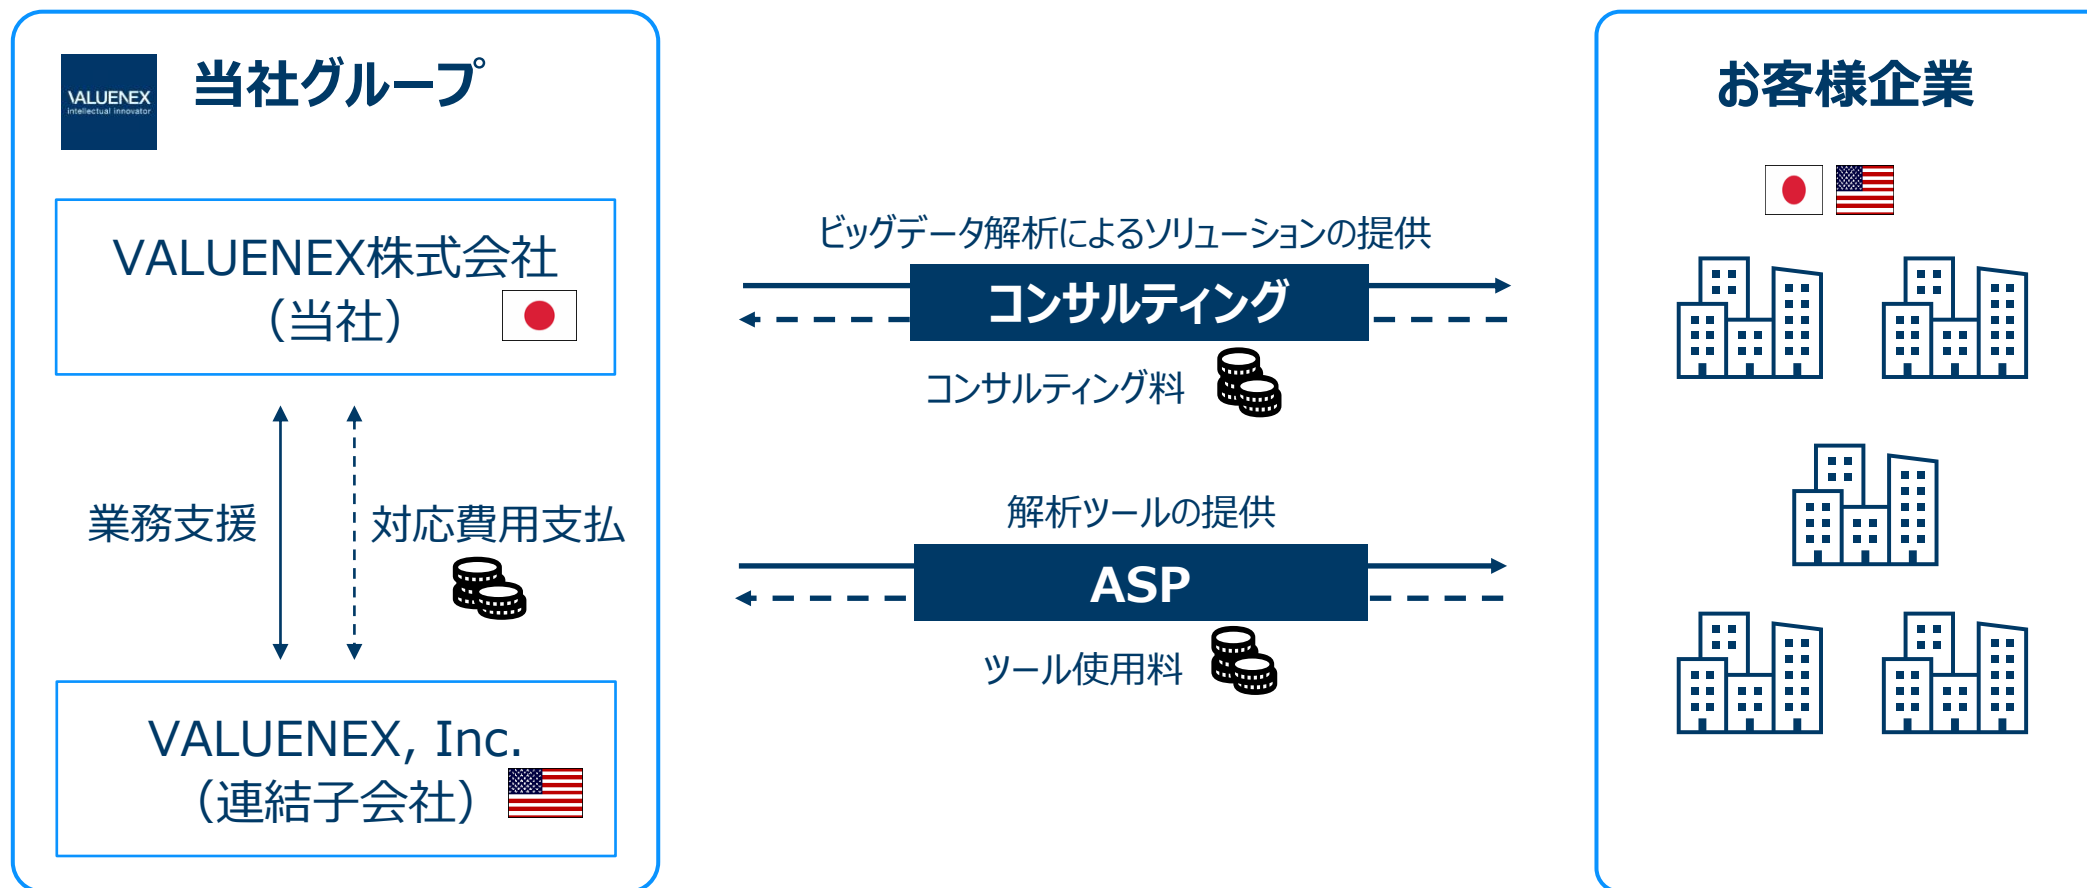 VALUENEX
intellectual innovator
当社グループ
VALUENEX株式会社
（当社）
業務支援
対応費用支払
VALUENEX, Inc.
（連結子会社）
ビッグデータ解析によるソリューションの提供
コンサルティング
コンサルティング料
解析ツールの提供
ASP
ツール使用料
お客様企業